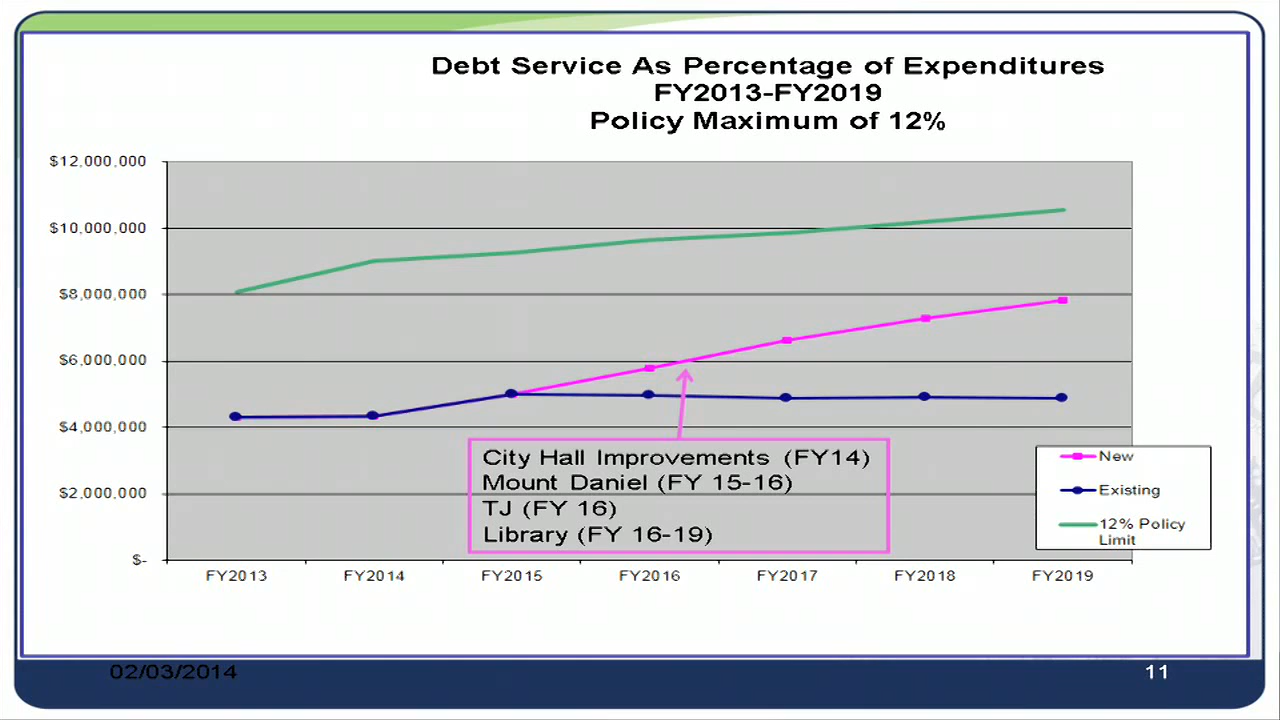 Debt Service As Percentage of Expenditures
FY2013-FY2019
Policy Maximum of 12%
$12,000,000
$10,000,000
$8,000,000
$6,000,000
$4,000,000
$2,000,000
$-
City Hall Improvements (FY14)
Mount Daniel (FY 15-16)
TJ (FY 16)
Library (FY 16-19)
New
Existing
12% Policy
Limit
FY2013
FY2014
FY2015
FY2016
FY2017
FY2018
FY2019
02/03/2014
11